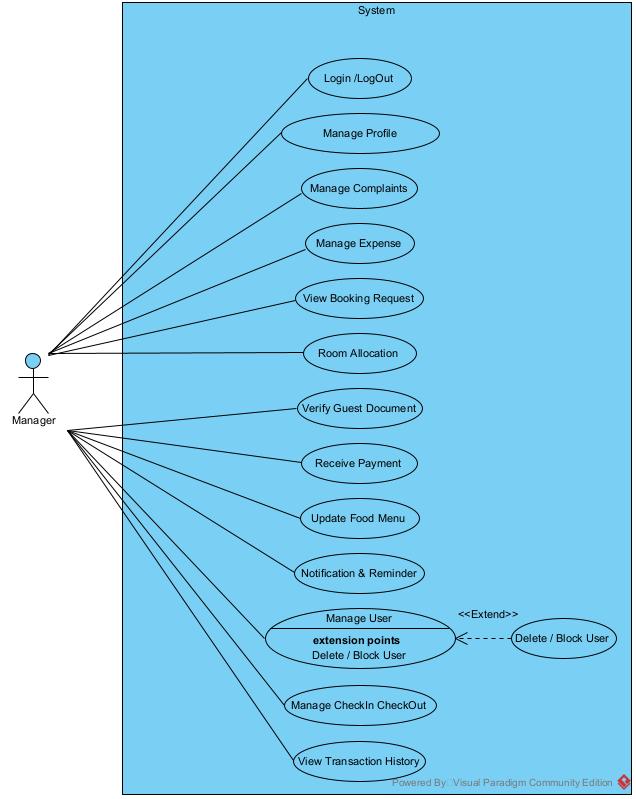 System
Login /LogOut
Manage Profile
Manage Complaints
Manage Expense
View Booking Request
Room Allocation
Manager
Verify Guest Document
Receive Payment
Update Food Menu
Notification & Reminder
Manage User
extension points
Delete / Block User
<<Extend>>
Delete / Block User
Manage CheckIn CheckOut
View Transaction History
Powered By: Visual Paradigm Community Edition